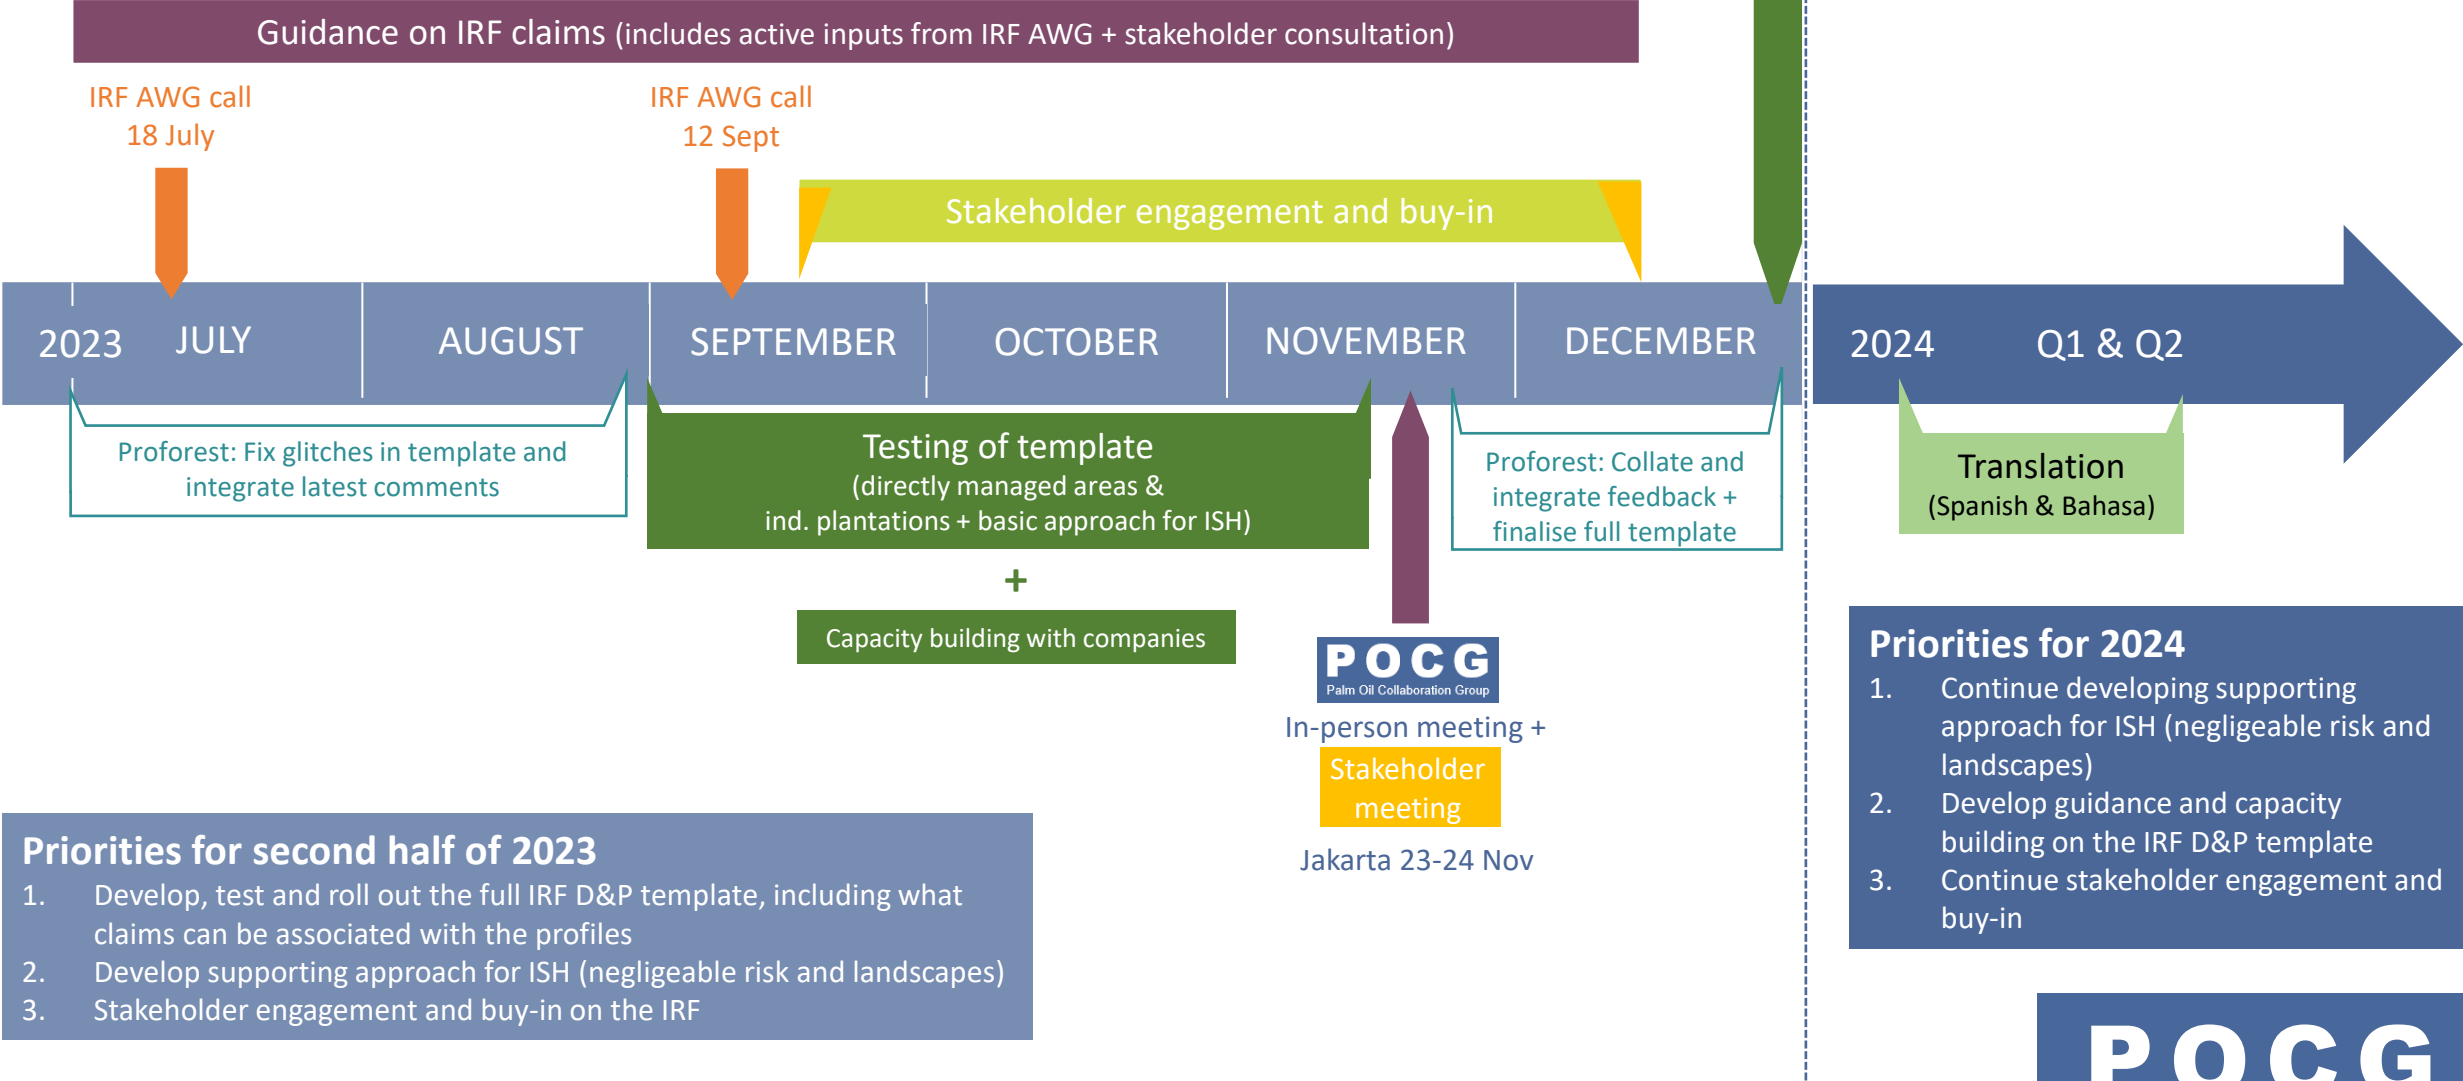 Guidance on IRF claims (includes active inputs from IRF AWG + stakeholder consultation)
IRF AWG call
18 July
IRF AWG call
12 Sept
Stakeholder engagement and buy-in
2023 JULY AUGUST SEPTEMBER OCTOBER NOVEMBER DECEMBER 2024 Q1 & Q2
Proforest: Fix glitches in template and
integrate latest comments
Testing of template
(directly managed areas &
ind. plantations + basic approach for ISH)
+
Capacity building with companies
Proforest: Collate and
integrate feedback +
finalise full template
Translation
(Spanish & Bahasa)
POCG
Palm Oil Collaboration Group
In-person meeting +
Stakeholder
meeting
Jakarta 23-24 Nov
Priorities for second half of 2023
1. Develop, test and roll out the full IRF D&P template, including what
claims can be associated with the profiles
2. Develop supporting approach for ISH (negligeable risk and landscapes)
3. Stakeholder engagement and buy-in on the IRF
Priorities for 2024
1. Continue developing supporting
approach for ISH (negligeable risk and
landscapes)
2. Develop guidance and capacity
building on the IRF D&P template
3. Continue stakeholder engagement and
buy-in
POCG